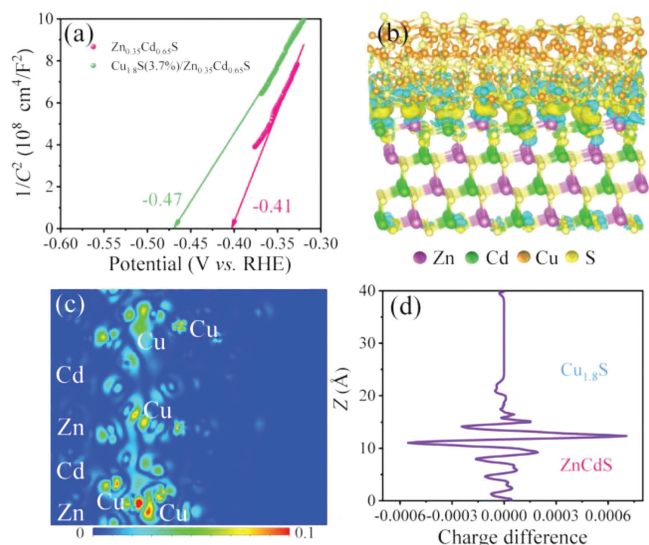 (a)
Zn0.35Cd0.65S
Cu1.8S(3.7%)/Zn0.35Cd0.65S
1/C² (10⁸ cm⁴/F²)
10
8
6
4
2
0
-0.47
-0.41
-0.60 -0.55 -0.50 -0.45 -0.40 -0.35 -0.30
Potential (V vs. RHE)
(b)
Zn Cd Cu S
(c)
Cu
Cu
Cd
Cu
Zn
Cd
Cu
Cu
Zn
0 0.1
(d)
Z (Å)
40
30
20
10
0
Cu1.8S
ZnCdS
-0.0006 -0.0003 0.0000 0.0003 0.0006
Charge difference